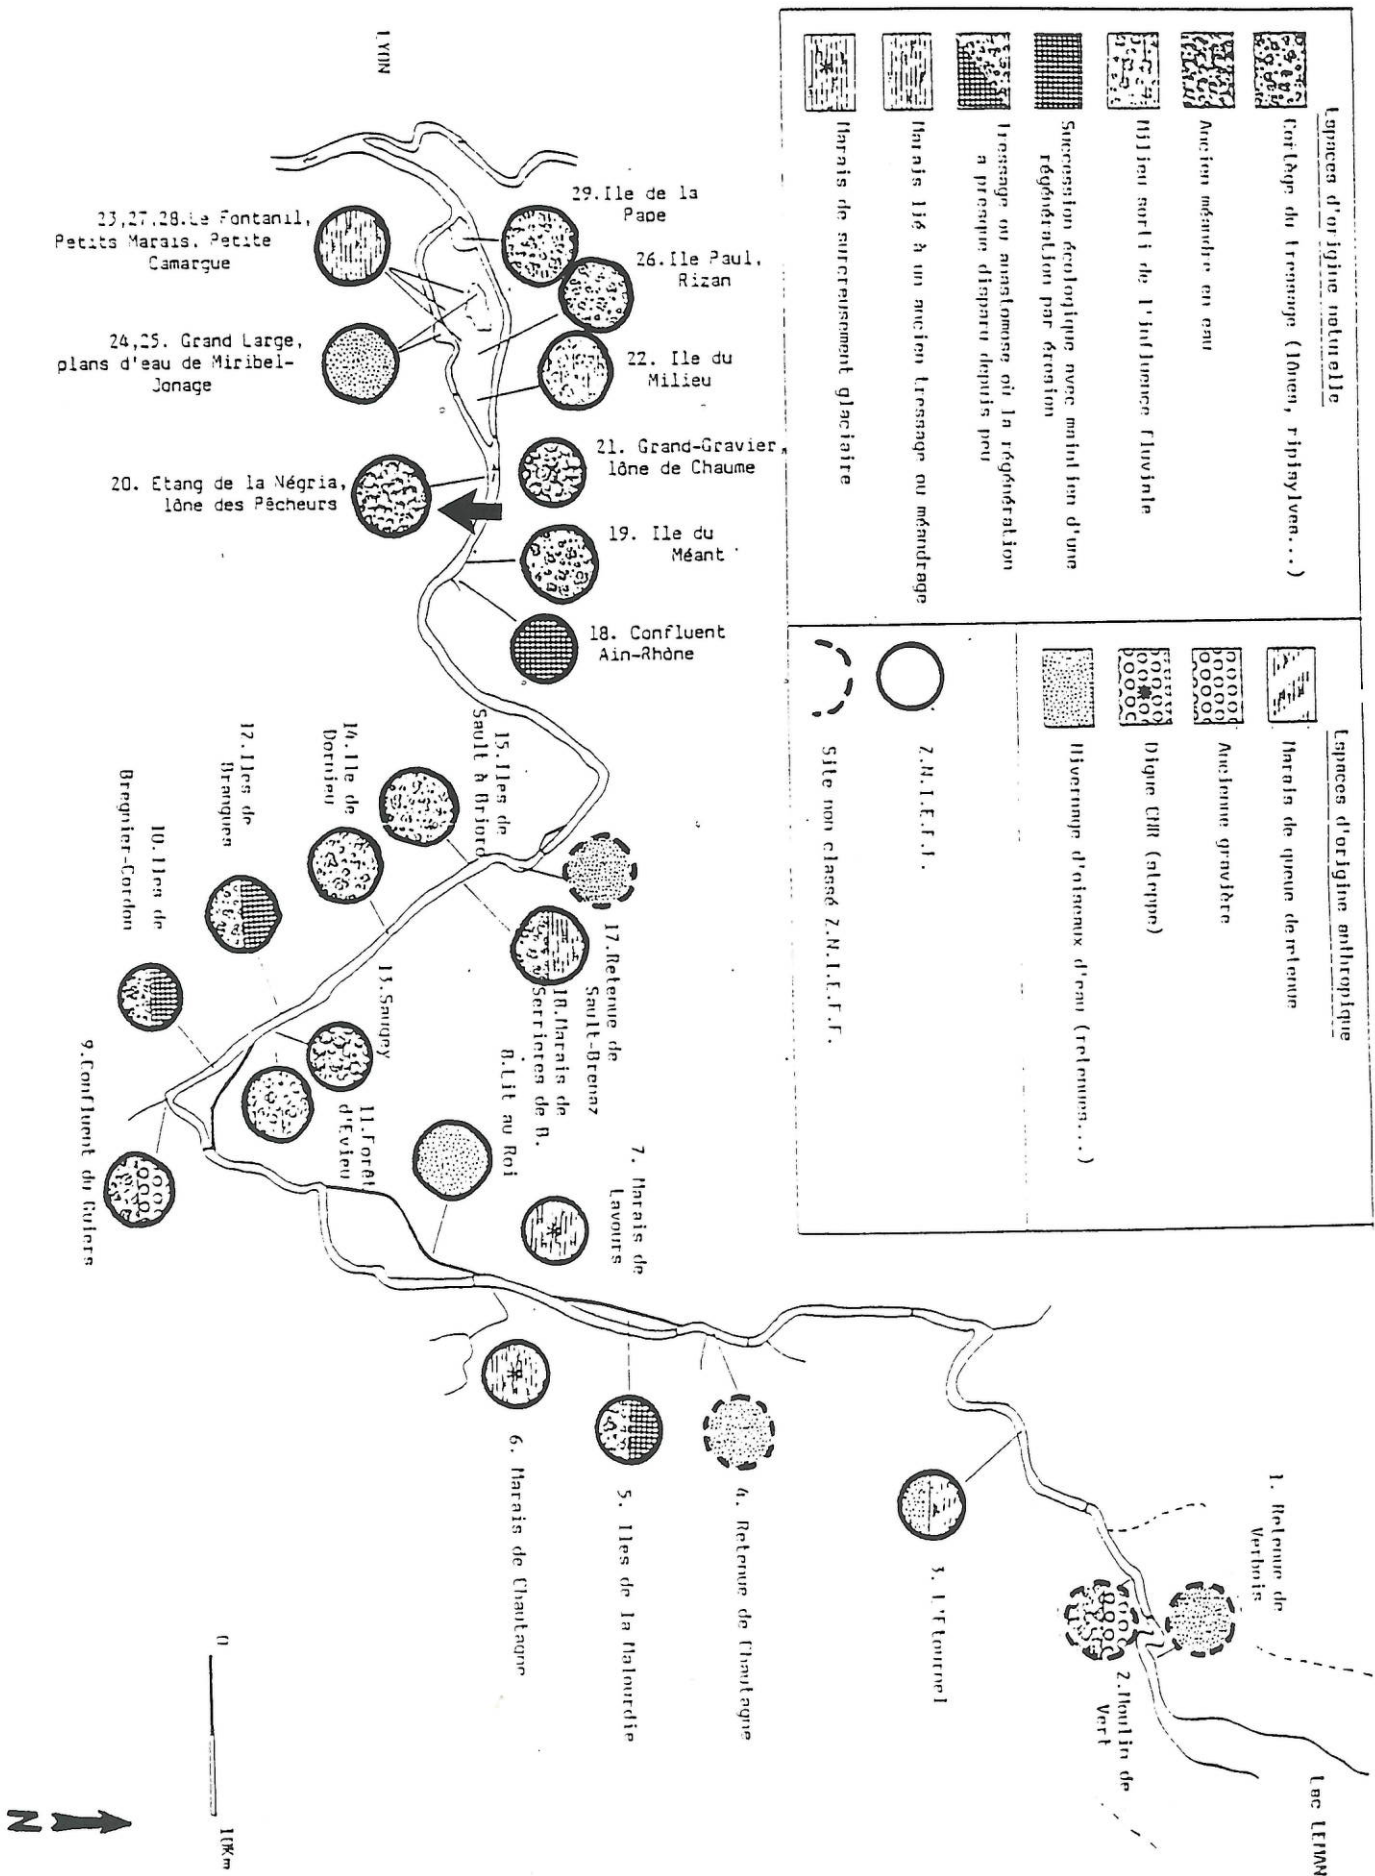 Espaces d'origine naturelle
Cortège du tressage (lônes, ripisylves...)
Ancien méandre en eau
Milieu sorti de l'influence fluviale
Succession écologique avec maintien d'une
régénération par érosion
Tressage ou anastomose où la régénération
a presque disparu depuis peu
Marais lié à un ancien tressage ou méandrage
Marais de surcreusement glaciaire
Espaces d'origine anthropique
Marais de queue de retenue
Ancienne gravière
Digue CNR (steppe)
Hivernage d'oiseaux d'eau (retenues...)
Z.N.I.E.F.F.
Site non classé Z.N.I.E.F.F.
LYON
29.Ile de la
Pape
23,27,28.Le Fontanil,
Petits Marais, Petite
Camargue
26.Ile Paul,
Rizan
24,25. Grand Large,
plans d'eau de Miribel-
Jonage
22. Ile du
Milieu
21. Grand-Gravier,
lône de Chaume
20. Etang de la Négria,
lône des Pêcheurs
19. Ile du
Méant
18. Confluent
Ain-Rhône
17.Retenue de
Sault-Brenaz
18.Marais de
Serrières de B.
15.Iles de
Sault à Briord
14.Ile de
Dornieu
13.Saugey
12.Iles de
Brangues
11.Forêt
d'Evieu
10.Iles de
Bregnier-Cordon
9.Confluent du Guiers
8.Lit au Roi
7. Marais de
Lavours
6. Marais de Chautagne
5. Iles de la Malourdie
4. Retenue de Chautagne
3. L'Etournel
2.Moulin de
Vert
1. Retenue de
Verbois
Lac LEMAN
0
10Km
N